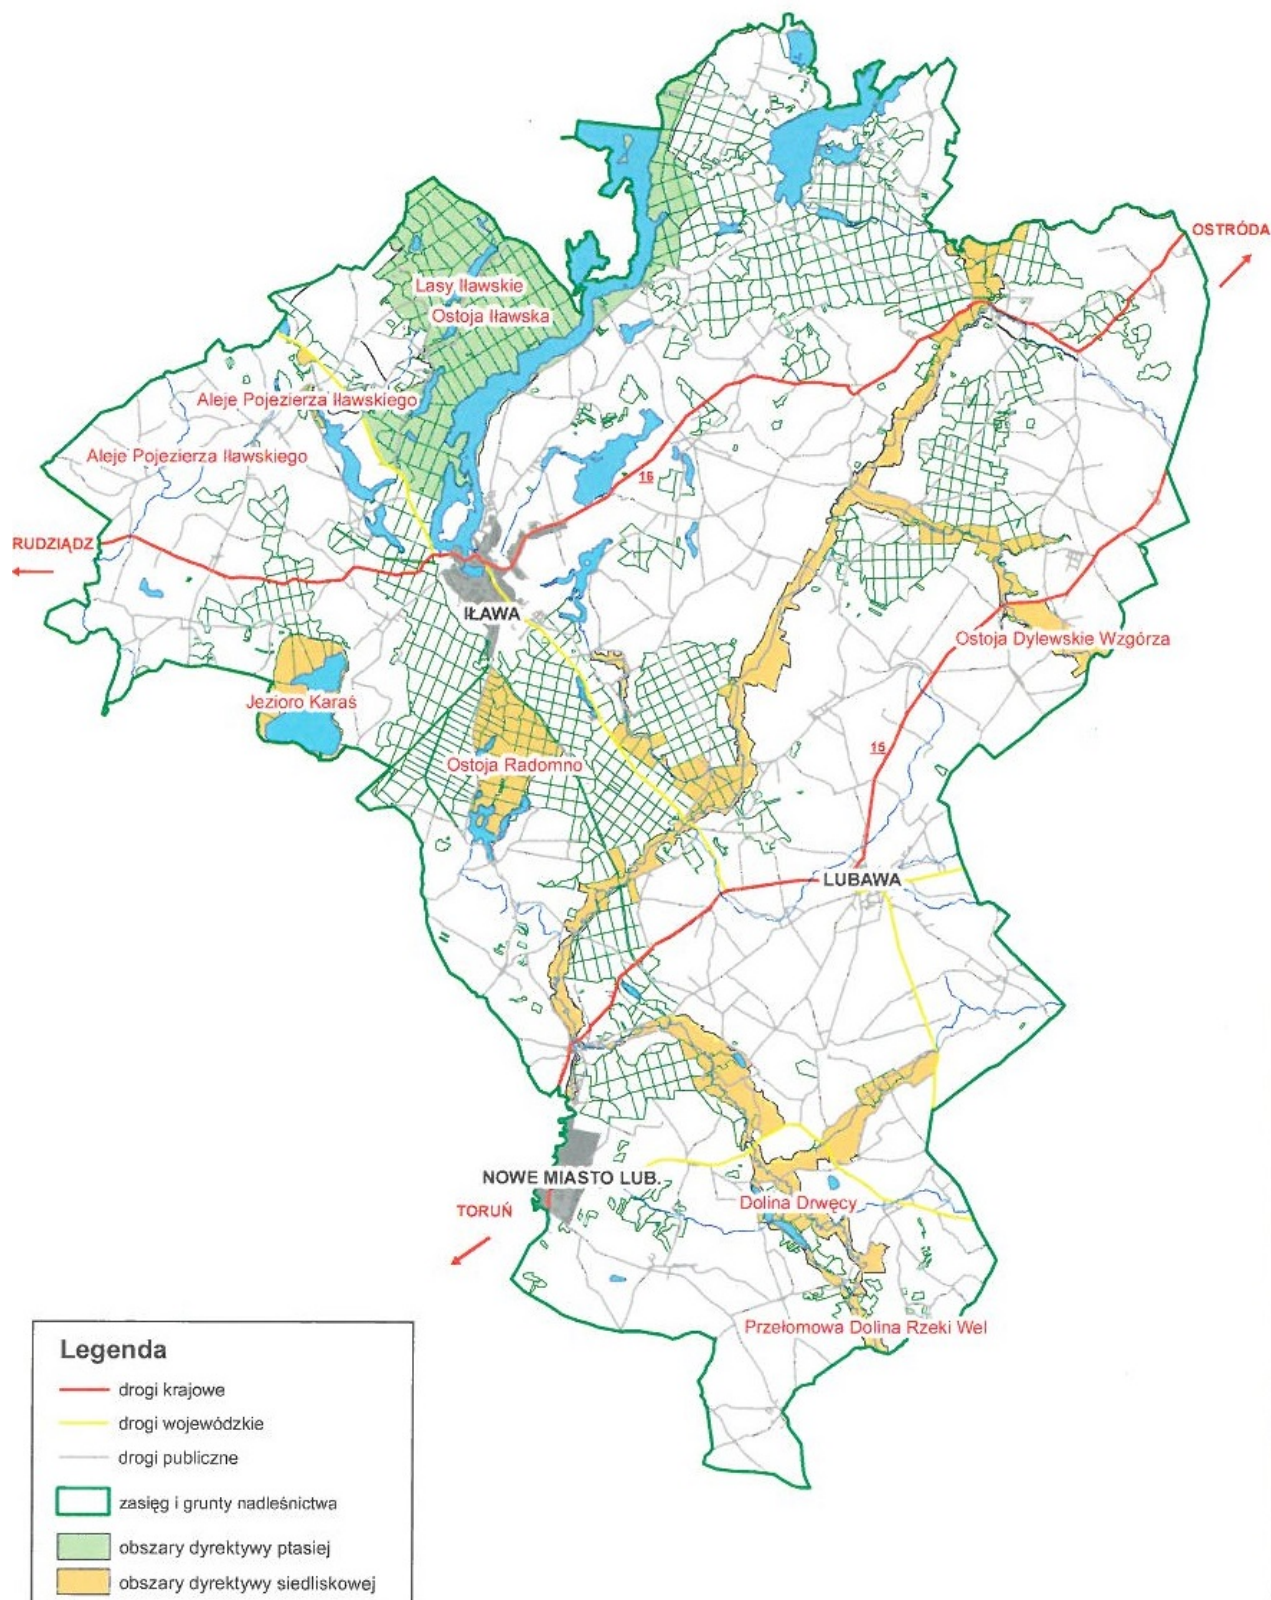 OSTRÓDA
Lasy Iławskie
Ostoja Iławska
Aleje Pojezierza Iławskiego
Aleje Pojezierza Iławskiego
16
RUDZIĄDZ
IŁAWA
Ostoja Dylewskie Wzgórza
Jezioro Karaś
15
Ostoja Radomno
LUBAWA
NOWE MIASTO LUB.
Dolina Drwęcy
TORUŃ
Przełomowa Dolina Rzeki Wel
Legenda
drogi krajowe
drogi wojewódzkie
drogi publiczne
zasięg i grunty nadleśnictwa
obszary dyrektywy ptasiej
obszary dyrektywy siedliskowej